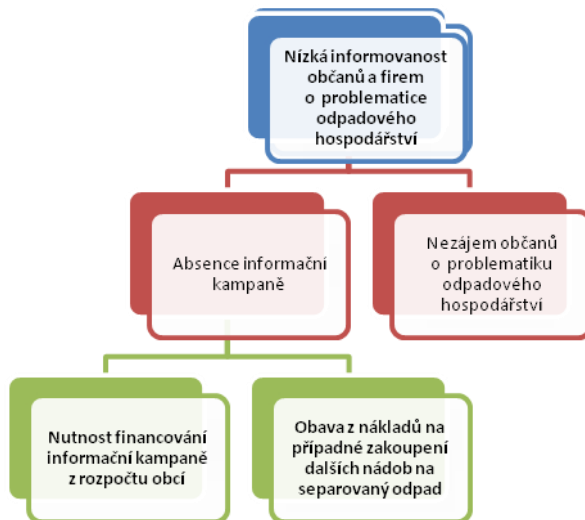 Nízká informovanost
občanů a firem
o problematice
odpadového
hospodářství
Absence informační
kampaně
Nezájem občanů
o problematiku
odpadového
hospodářství
Nutnost financování
informační kampaně
z rozpočtu obcí
Obava z nákladů na
případné zakoupení
dalších nádob na
separovaný odpad